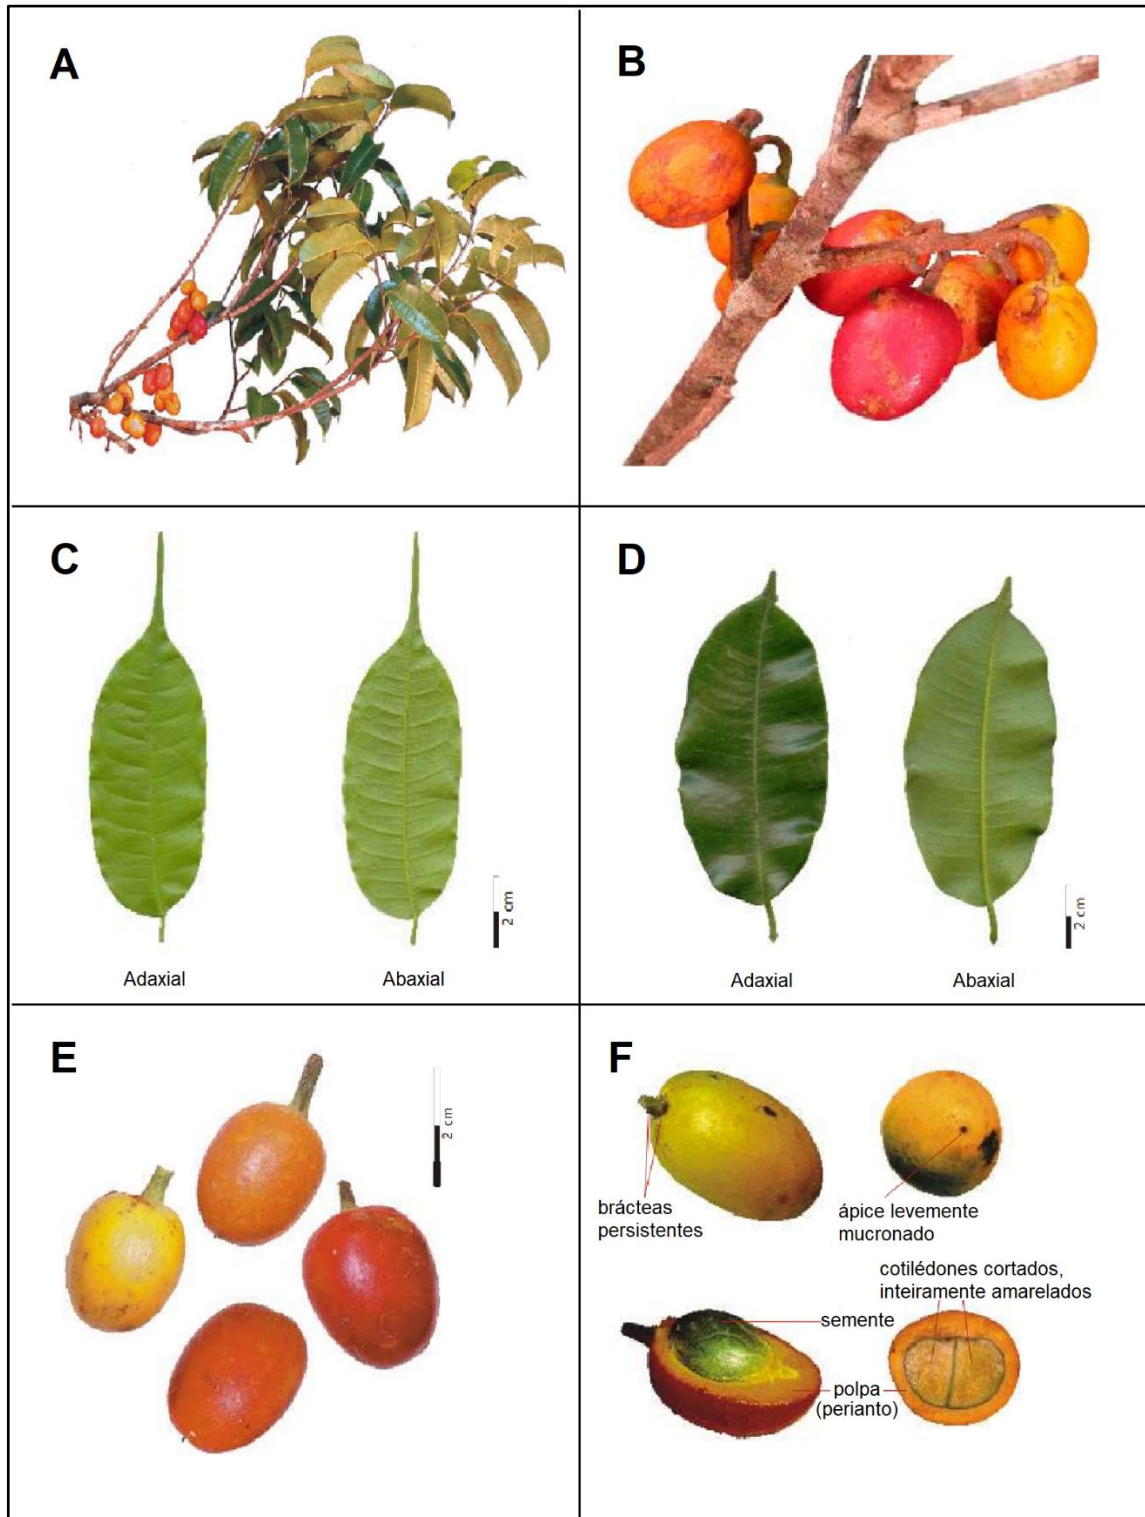 A
B
C
2 cm
Adaxial
Abaxial
D
2 cm
Adaxial
Abaxial
E
2 cm
F
brácteas
persistentes
ápice levemente
mucronado
cotilédones cortados,
inteiramente amarelados
semente
polpa
(perianto)